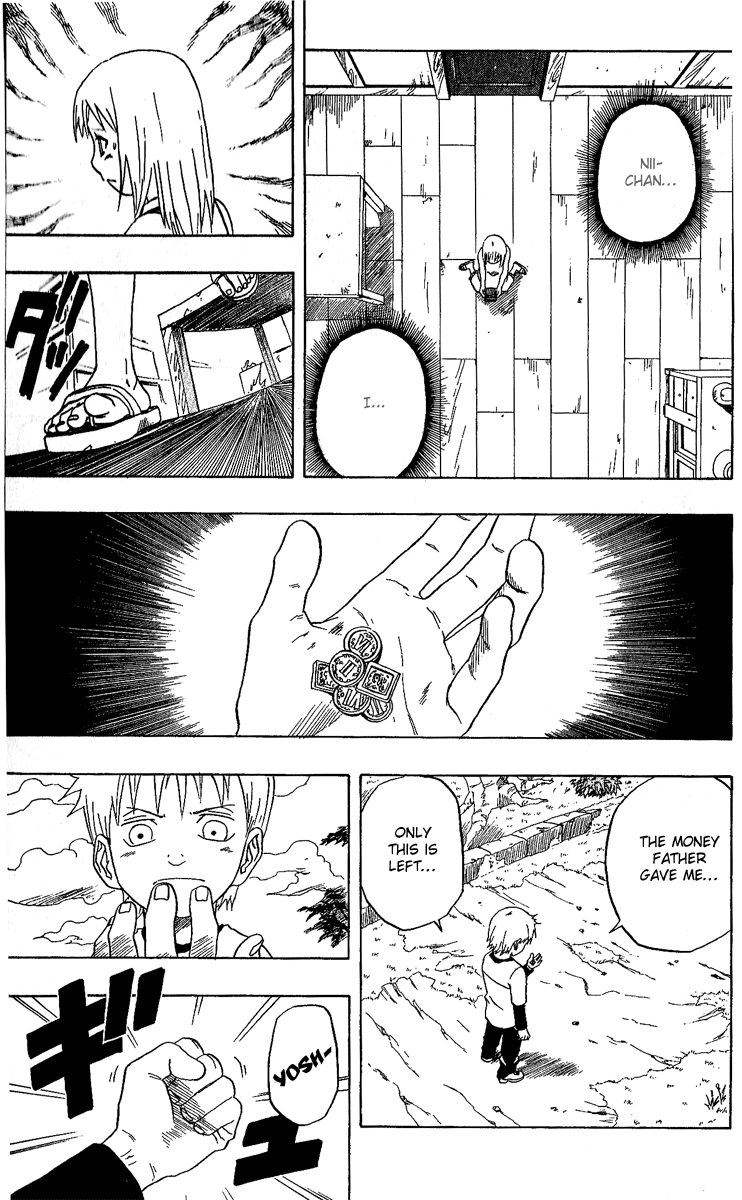 NII-
CHAN...
I...
ダッ
THE MONEY
FATHER
GAVE ME...
ONLY
THIS IS
LEFT...
YOSH-
ギュ